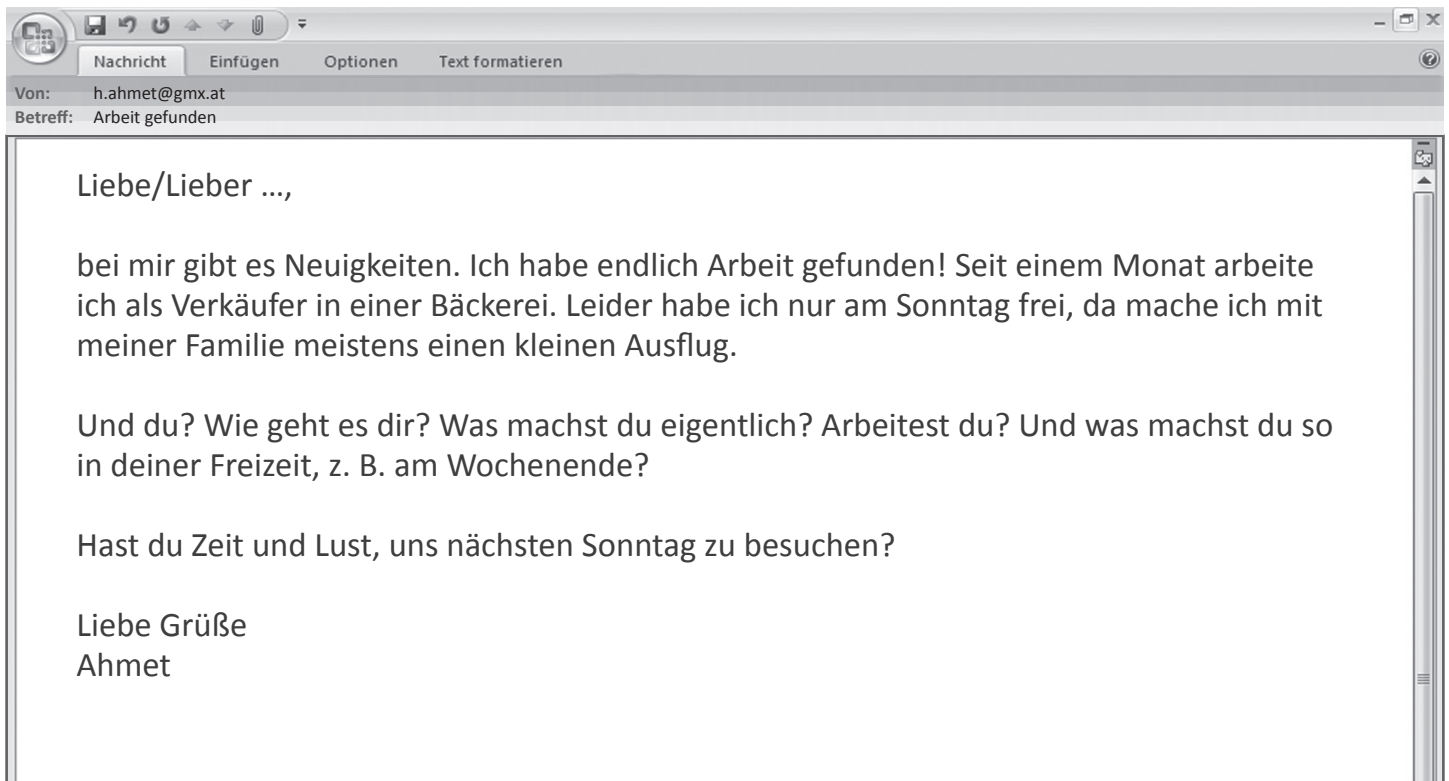 Nachricht Einfügen Optionen Text formatieren
Von: h.ahmet@gmx.at
Betreff: Arbeit gefunden
Liebe/Lieber ...,
bei mir gibt es Neuigkeiten. Ich habe endlich Arbeit gefunden! Seit einem Monat arbeite
ich als Verkäufer in einer Bäckerei. Leider habe ich nur am Sonntag frei, da mache ich mit
meiner Familie meistens einen kleinen Ausflug.
Und du? Wie geht es dir? Was machst du eigentlich? Arbeitest du? Und was machst du so
in deiner Freizeit, z. B. am Wochenende?
Hast du Zeit und Lust, uns nächsten Sonntag zu besuchen?
Liebe Grüße
Ahmet